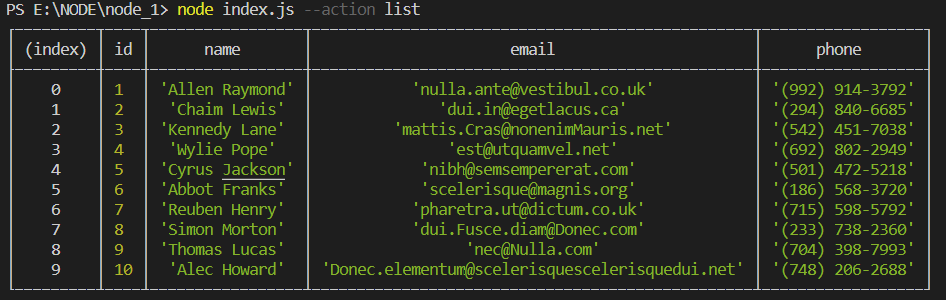 PS E:\NODE\node_1> node index.js --action list
(index) id name email phone
0 1 'Allen Raymond' 'nulla.ante@vestibul.co.uk' '(992) 914-3792'
1 2 'Chaim Lewis' 'dui.in@egetlacus.ca' '(294) 840-6685'
2 3 'Kennedy Lane' 'mattis.Cras@nonenimMauris.net' '(542) 451-7038'
3 4 'Wylie Pope' 'est@utquamvel.net' '(692) 802-2949'
4 5 'Cyrus Jackson' 'nibh@semsempererat.com' '(501) 472-5218'
5 6 'Abbot Franks' 'scelerisque@magnis.org' '(186) 568-3720'
6 7 'Reuben Henry' 'pharetra.ut@dictum.co.uk' '(715) 598-5792'
7 8 'Simon Morton' 'dui.Fusce.diam@Donec.com' '(233) 738-2360'
8 9 'Thomas Lucas' 'nec@Nulla.com' '(704) 398-7993'
9 10 'Alec Howard' 'Donec.elementum@scelerisquescelerisquedui.net' '(748) 206-2688'